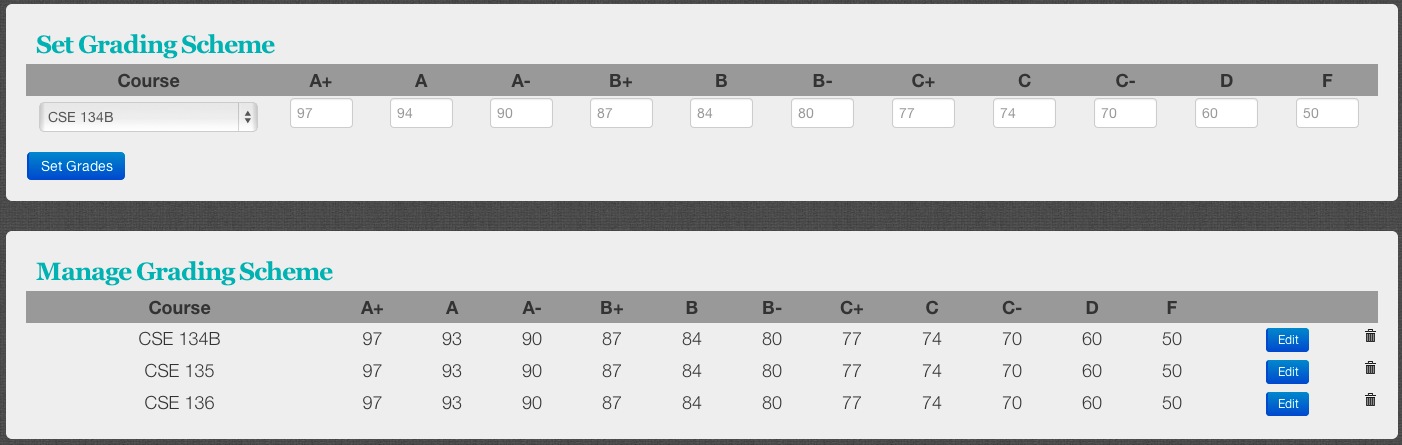 Set Grading Scheme
Course A+ A A- B+ B B- C+ C C- D F
CSE 134B 97 94 90 87 84 80 77 74 70 60 50
Set Grades
Manage Grading Scheme
Course A+ A A- B+ B B- C+ C C- D F
CSE 134B 97 93 90 87 84 80 77 74 70 60 50 Edit
CSE 135 97 93 90 87 84 80 77 74 70 60 50 Edit
CSE 136 97 93 90 87 84 80 77 74 70 60 50 Edit